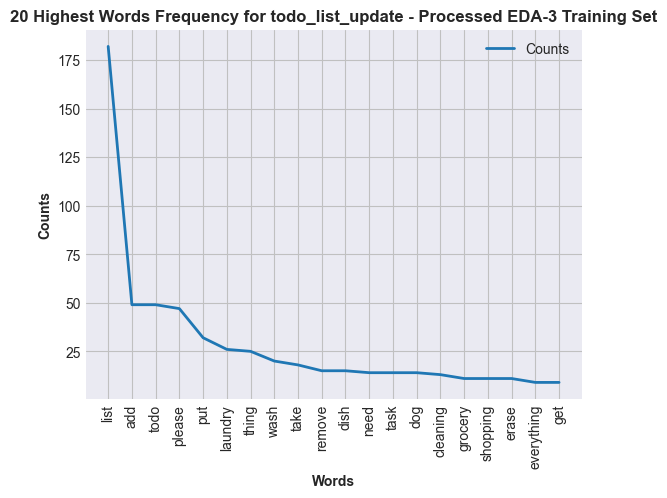 20 Highest Words Frequency for todo_list_update - Processed EDA-3 Training Set
Counts
175
150
125
100
75
50
25
Counts
list
add
todo
please
put
laundry
thing
wash
take
remove
dish
need
task
dog
cleaning
grocery
shopping
erase
everything
get
Words